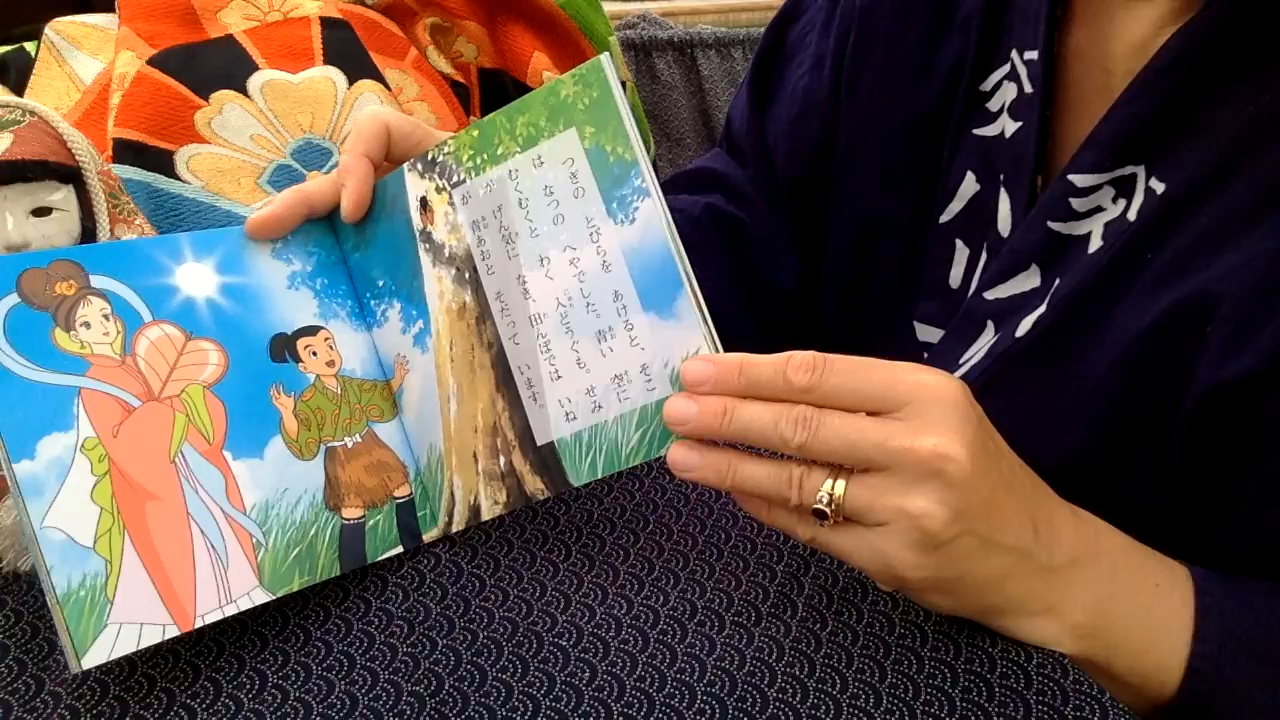 つぎの とびらを あけると、そこ
は なつの へやでした。青い 空に
むくむくと わく 入どうぐも。せみ
が げん気に なき、田んぼでは いね
が 青あおと そだって います。